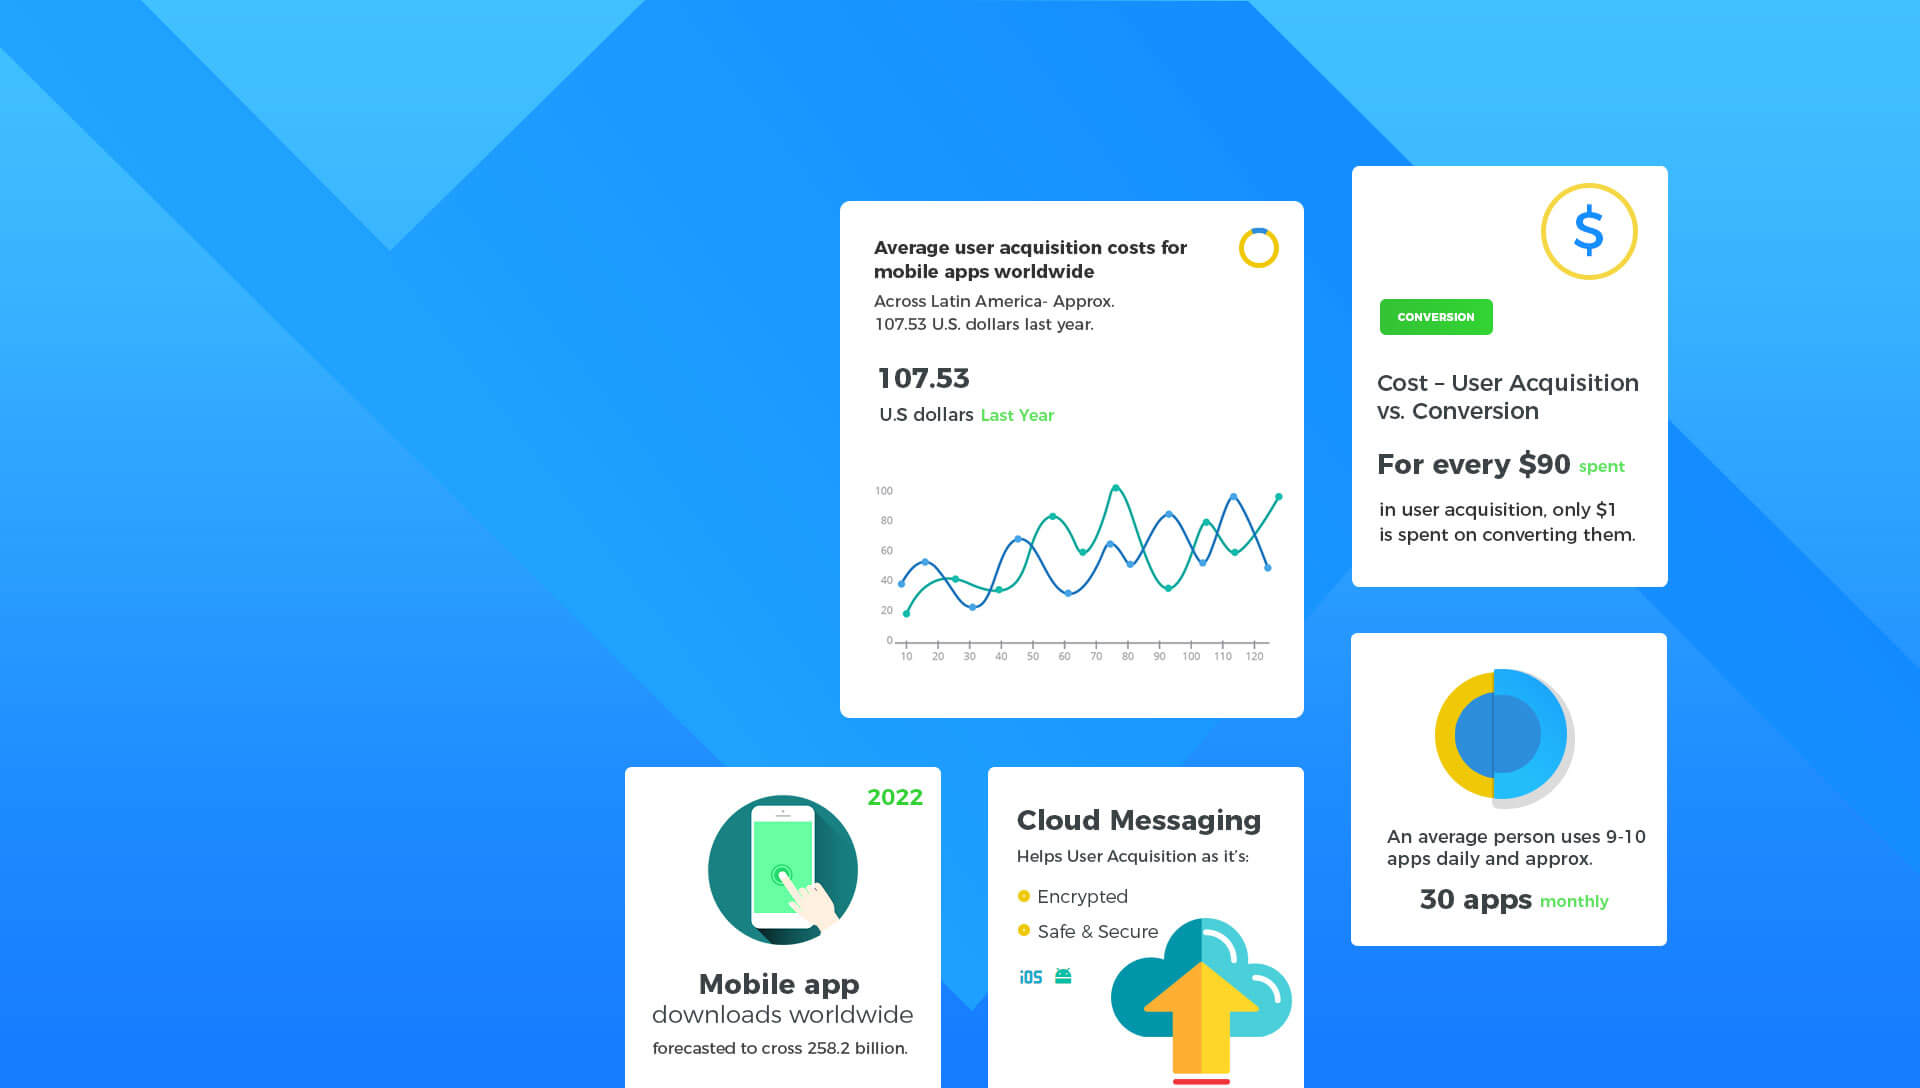 Average user acquisition costs for
mobile apps worldwide
Across Latin America- Approx.
107.53 U.S. dollars last year.
107.53
U.S dollars Last Year
100
80
60
40
20
0
10 20 30 40 50 60 70 80 90 100 110 120
$
CONVERSION
Cost – User Acquisition
vs. Conversion
For every $90 spent
in user acquisition, only $1
is spent on converting them.
An average person uses 9-10
apps daily and approx.
30 apps monthly
2022
Mobile app
downloads worldwide
forecasted to cross 258.2 billion.
Cloud Messaging
Helps User Acquisition as it's:
Encrypted
Safe & Secure
iOS